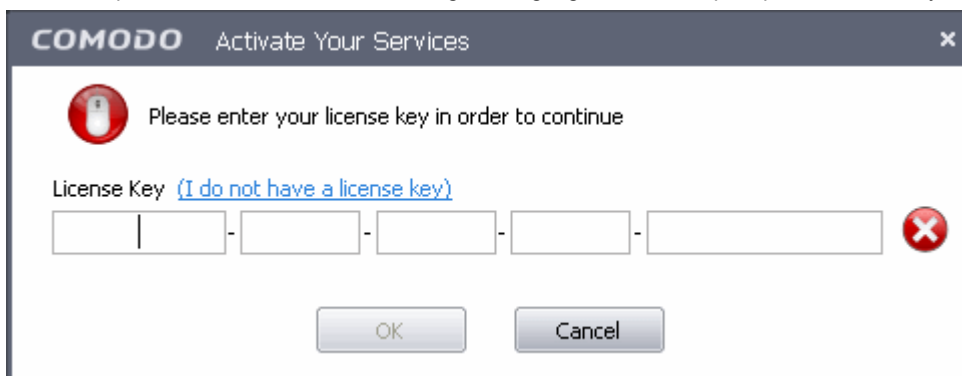 COMODO Activate Your Services
Please enter your license key in order to continue
License Key (I do not have a license key)
- - - -
OK Cancel